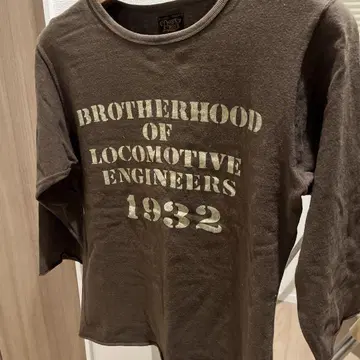 BROTHERHOOD
OF
LOCOMOTIVE
ENGINEERS
1932